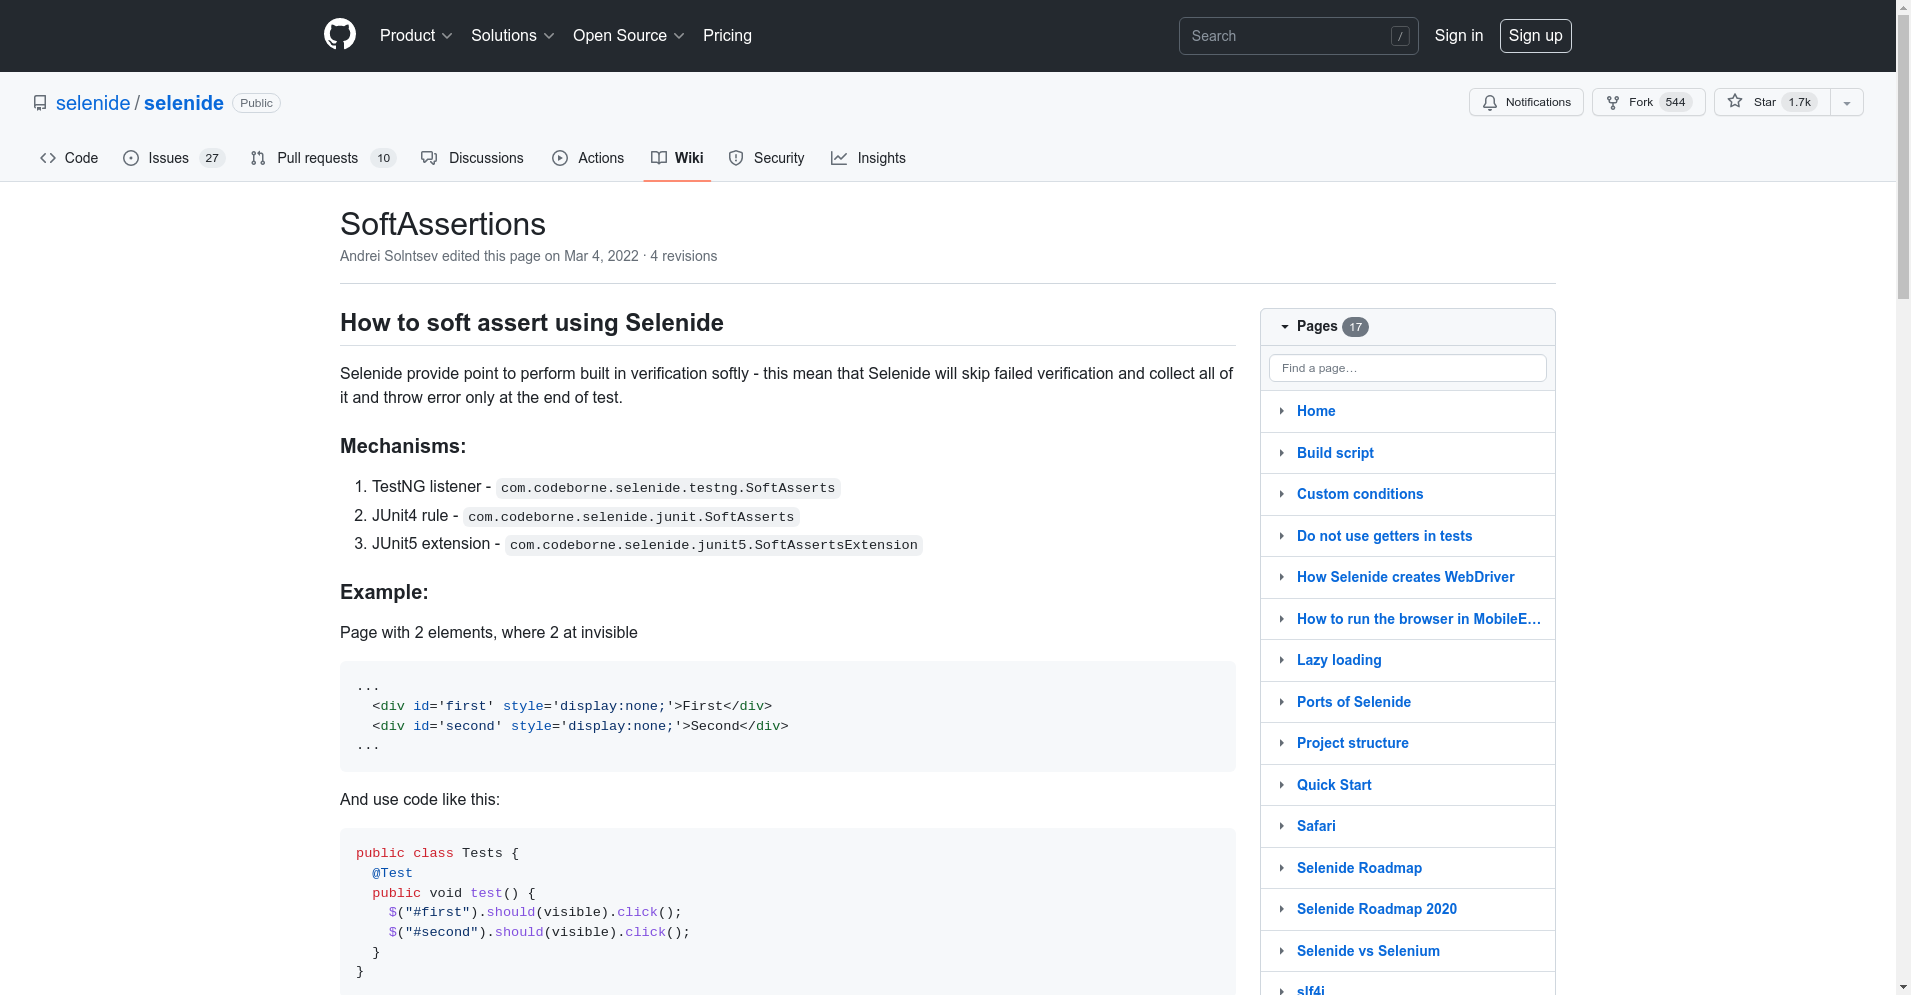 Product Solutions Open Source Pricing Search / Sign in Sign up
selenide / selenide Public Notifications Fork 544 Star 1.7k
Code Issues 27 Pull requests 10 Discussions Actions Wiki Security Insights
SoftAssertions
Andrei Solntsev edited this page on Mar 4, 2022 · 4 revisions
How to soft assert using Selenide
Selenide provide point to perform built in verification softly - this mean that Selenide will skip failed verification and collect all of
it and throw error only at the end of test.
Mechanisms:
1. TestNG listener - com.codeborne.selenide.testng.SoftAsserts
2. JUnit4 rule - com.codeborne.selenide.junit.SoftAsserts
3. JUnit5 extension - com.codeborne.selenide.junit5.SoftAssertsExtension
Example:
Page with 2 elements, where 2 at invisible
...
<div id='first' style='display:none;'>First</div>
<div id='second' style='display:none;'>Second</div>
...
And use code like this:
public class Tests {
@Test
public void test() {
$("#first").should(visible).click();
$("#second").should(visible).click();
}
}
Pages 17
Find a page…
Home
Build script
Custom conditions
Do not use getters in tests
How Selenide creates WebDriver
How to run the browser in MobileE…
Lazy loading
Ports of Selenide
Project structure
Quick Start
Safari
Selenide Roadmap
Selenide Roadmap 2020
Selenide vs Selenium
slf4j